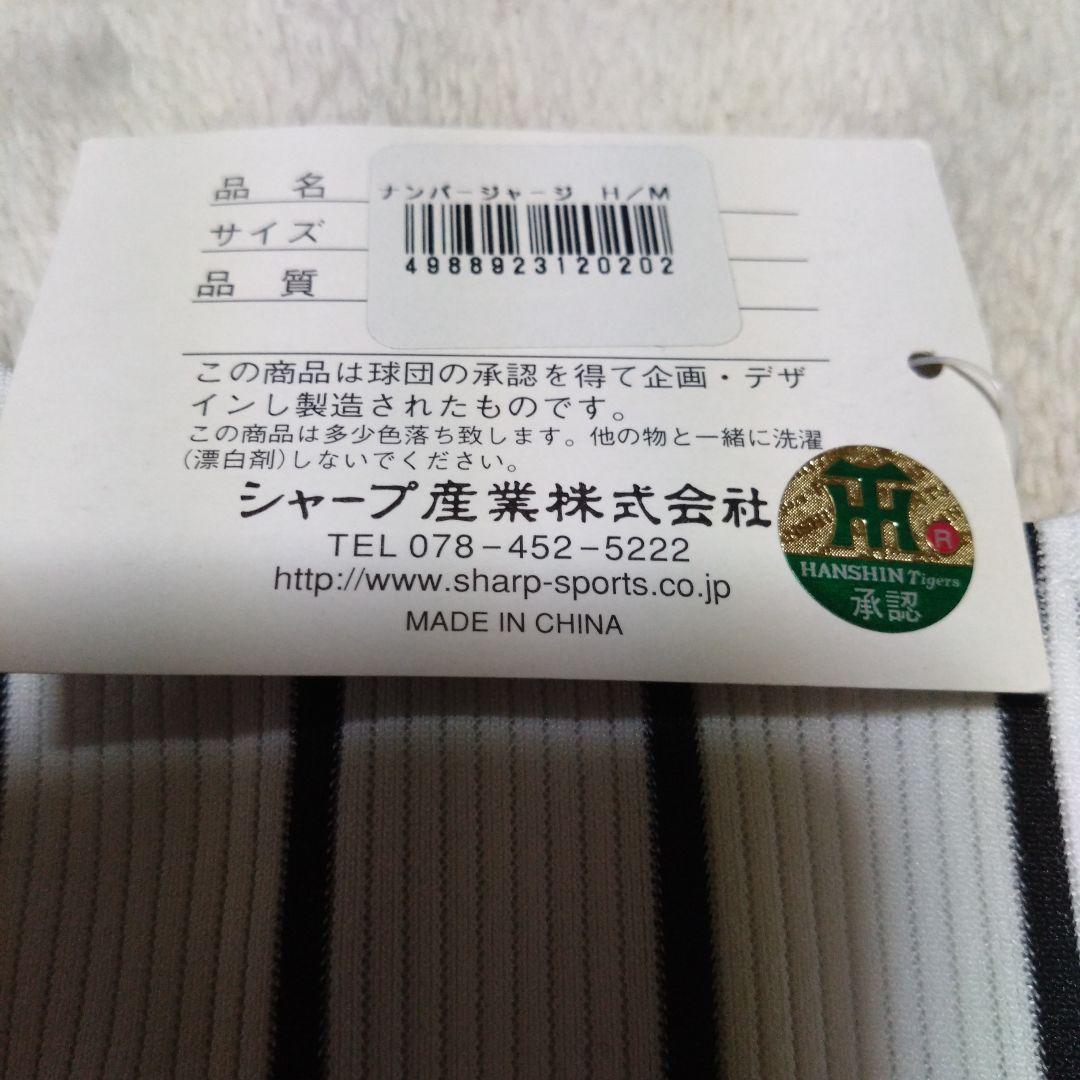 品 名
ナンバージャージ H/M
サイズ
4988923120202
品 質
この商品は球団の承認を得て企画・デザ
インし製造されたものです。
この商品は多少色落ち致します。他の物と一緒に洗濯
(漂白剤)しないでください。
シャープ産業株式会社
TEL 078-452-5222
http://www.sharp-sports.co.jp
MADE IN CHINA
R
HANSHIN Tigers
承認